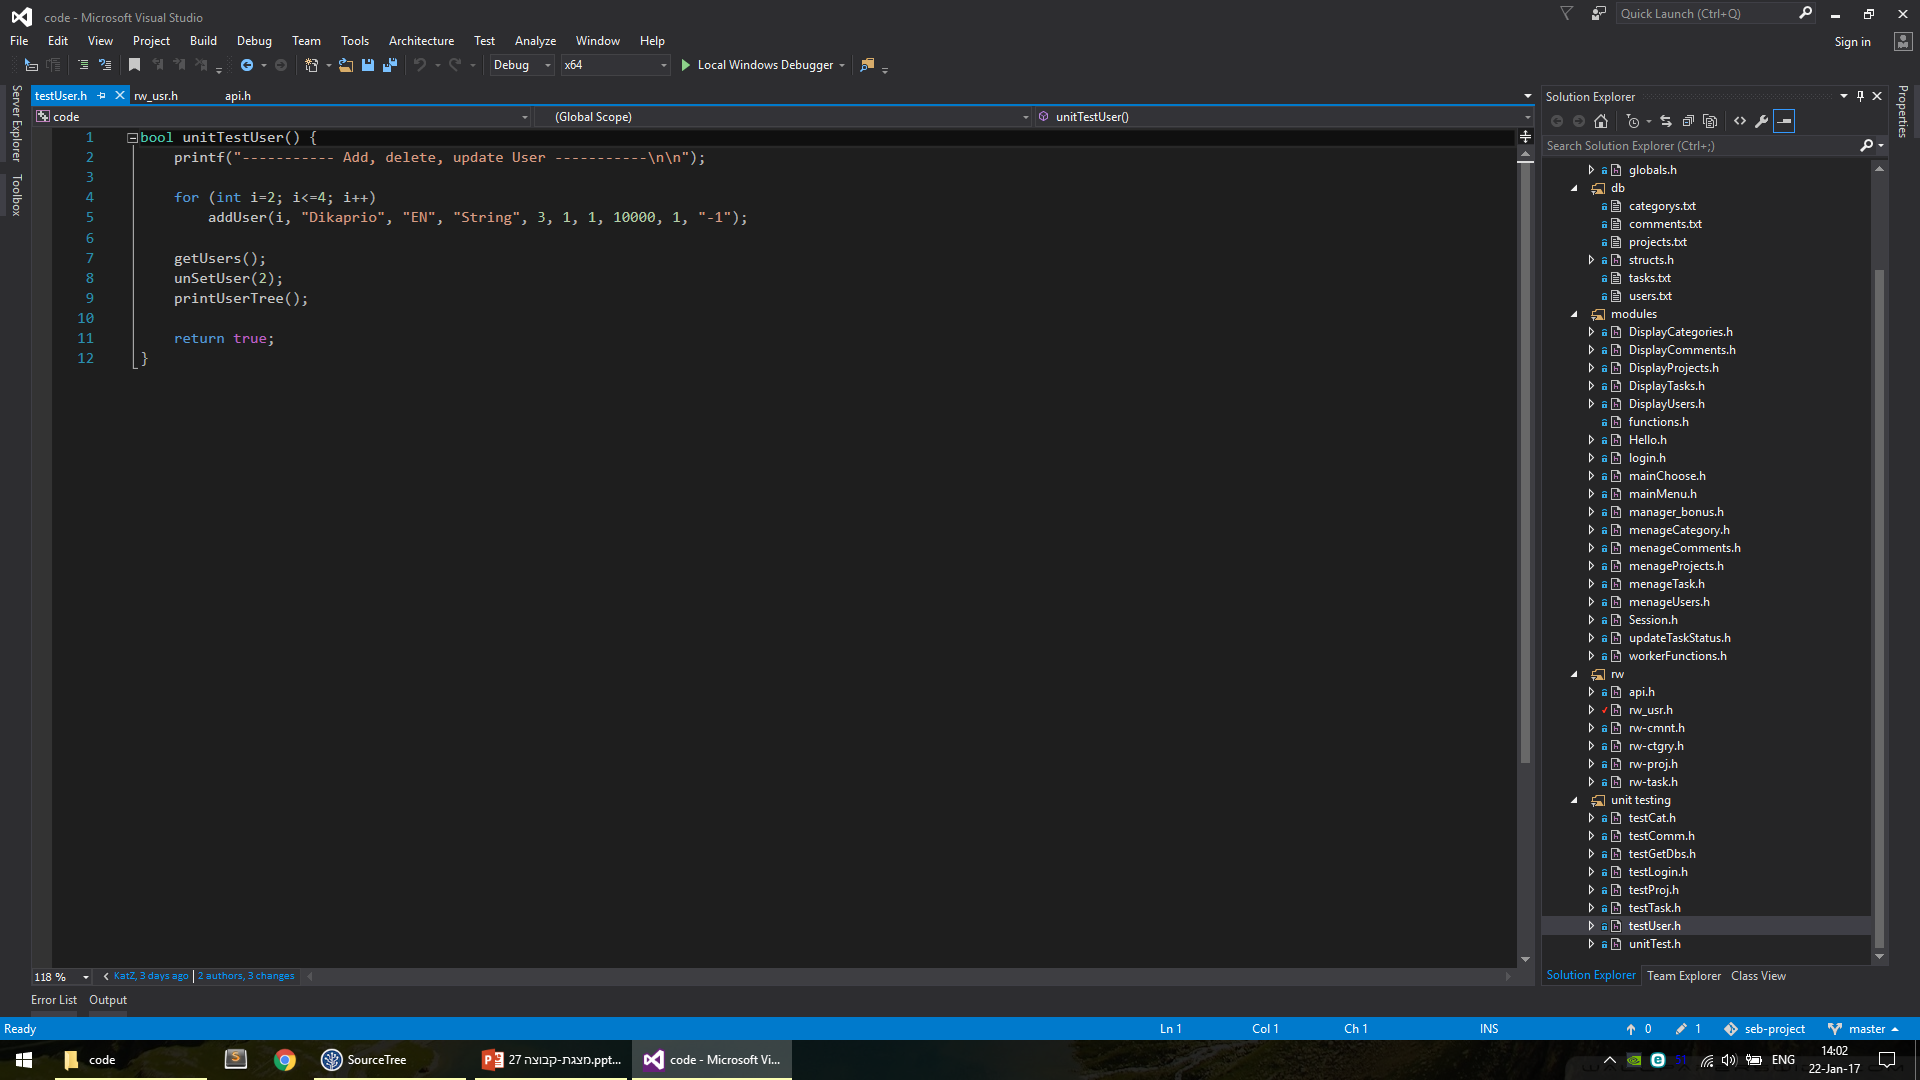 code - Microsoft Visual Studio
Quick Launch (Ctrl+Q)
File Edit View Project Build Debug Team Tools Architecture Test Analyze Window Help
Sign in
Debug x64 Local Windows Debugger
Server Explorer
Toolbox
testUser.h rw_usr.h api.h
code (Global Scope) unitTestUser()
1 bool unitTestUser() {
2 printf("----------- Add, delete, update User -----------\n\n");
3
4 for (int i=2; i<=4; i++)
5 addUser(i, "Dikaprio", "EN", "String", 3, 1, 1, 10000, 1, "-1");
6
7 getUsers();
8 unSetUser(2);
9 printUserTree();
10
11 return true;
12 }
118 % KatZ, 3 days ago | 2 authors, 3 changes
Error List Output
Solution Explorer
Properties
Search Solution Explorer (Ctrl+;)
globals.h
db
categorys.txt
comments.txt
projects.txt
structs.h
tasks.txt
users.txt
modules
DisplayCategories.h
DisplayComments.h
DisplayProjects.h
DisplayTasks.h
DisplayUsers.h
functions.h
Hello.h
login.h
mainChoose.h
mainMenu.h
manager_bonus.h
menageCategory.h
menageComments.h
menageProjects.h
menageTask.h
menageUsers.h
Session.h
updateTaskStatus.h
workerFunctions.h
rw
api.h
rw_usr.h
rw-cmnt.h
rw-ctgry.h
rw-proj.h
rw-task.h
unit testing
testCat.h
testComm.h
testGetDbs.h
testLogin.h
testProj.h
testTask.h
testUser.h
unitTest.h
Solution Explorer Team Explorer Class View
Ready Ln 1 Col 1 Ch 1 INS 0 1 seb-project master
code SourceTree מצגת-קבוצה 27.ppt... code - Microsoft Vi... 51 ENG 14:02
22-Jan-17